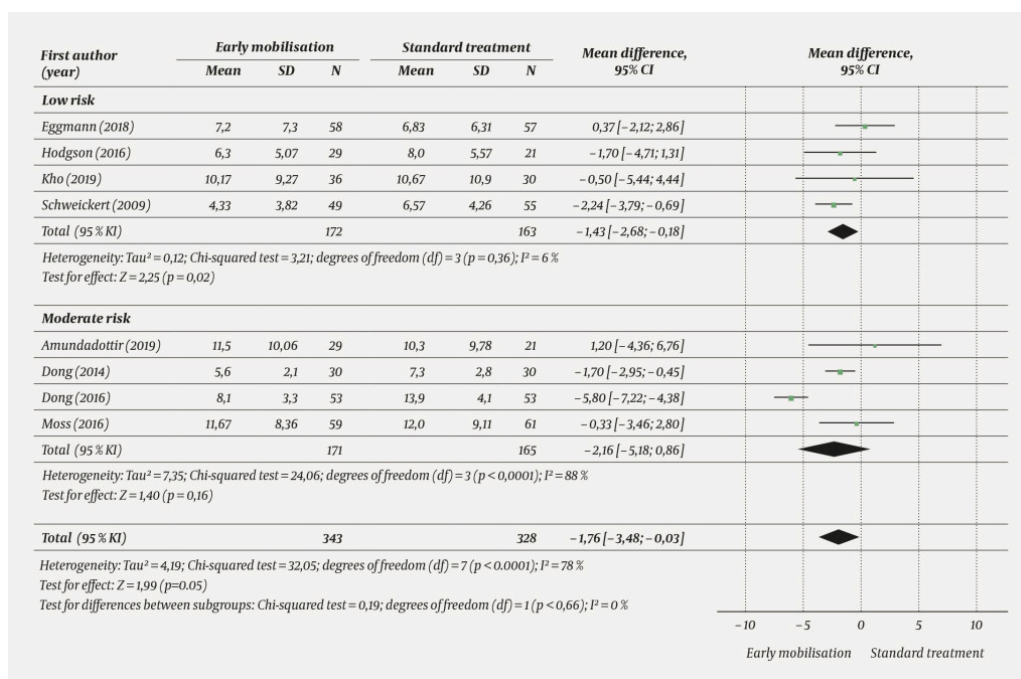 First author (year) Early mobilisation Standard treatment Mean difference, 95% CI Mean difference, 95% CI
Mean SD N Mean SD N
Low risk
Eggmann (2018) 7,2 7,3 58 6,83 6,31 57 0,37 [−2,12; 2,86]
Hodgson (2016) 6,3 5,07 29 8,0 5,57 21 −1,70 [−4,71; 1,31]
Kho (2019) 10,17 9,27 36 10,67 10,9 30 −0,50 [−5,44; 4,44]
Schweickert (2009) 4,33 3,82 49 6,57 4,26 55 −2,24 [−3,79; −0,69]
Total (95 % KI) 172 163 −1,43 [−2,68; −0,18]
Heterogeneity: Tau² = 0,12; Chi-squared test = 3,21; degrees of freedom (df) = 3 (p = 0,36); I² = 6 %
Test for effect: Z = 2,25 (p = 0,02)
Moderate risk
Amundadottir (2019) 11,5 10,06 29 10,3 9,78 21 1,20 [−4,36; 6,76]
Dong (2014) 5,6 2,1 30 7,3 2,8 30 −1,70 [−2,95; −0,45]
Dong (2016) 8,1 3,3 53 13,9 4,1 53 −5,80 [−7,22; −4,38]
Moss (2016) 11,67 8,36 59 12,0 9,11 61 −0,33 [−3,46; 2,80]
Total (95 % KI) 171 165 −2,16 [−5,18; 0,86]
Heterogeneity: Tau² = 7,35; Chi-squared test = 24,06; degrees of freedom (df) = 3 (p < 0,0001); I² = 88 %
Test for effect: Z = 1,40 (p = 0,16)
Total (95 % KI) 343 328 −1,76 [−3,48; −0,03]
Heterogeneity: Tau² = 4,19; Chi-squared test = 32,05; degrees of freedom (df) = 7 (p < 0.0001); I² = 78 %
Test for effect: Z = 1,99 (p=0.05)
Test for differences between subgroups: Chi-squared test = 0,19; degrees of freedom (df) = 1 (p < 0,66); I² = 0 %
−10 −5 0 5 10
Early mobilisation Standard treatment